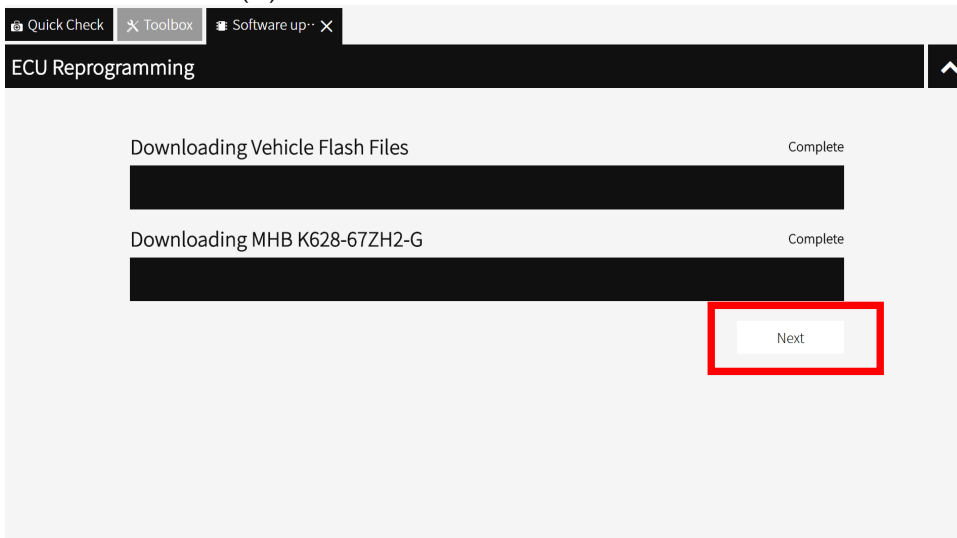 Quick Check
Toolbox
Software up··
ECU Reprogramming
Downloading Vehicle Flash Files
Complete
Downloading MHB K628-67ZH2-G
Complete
Next